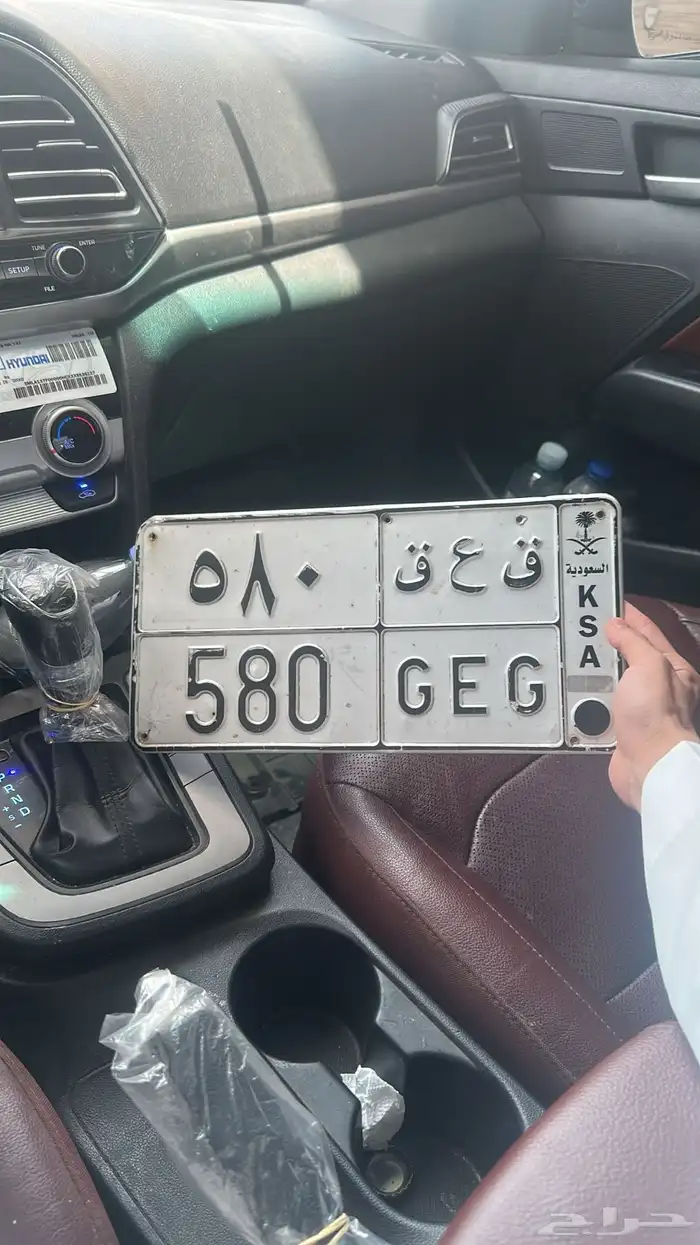 TUNE
ENTER
SETUP
FILE
HYUNDAI
A/C
٥٨٠
ق ع ق
580
GEG
السعودية
K
S
A
P
R
N
D
+
S
-
حراج